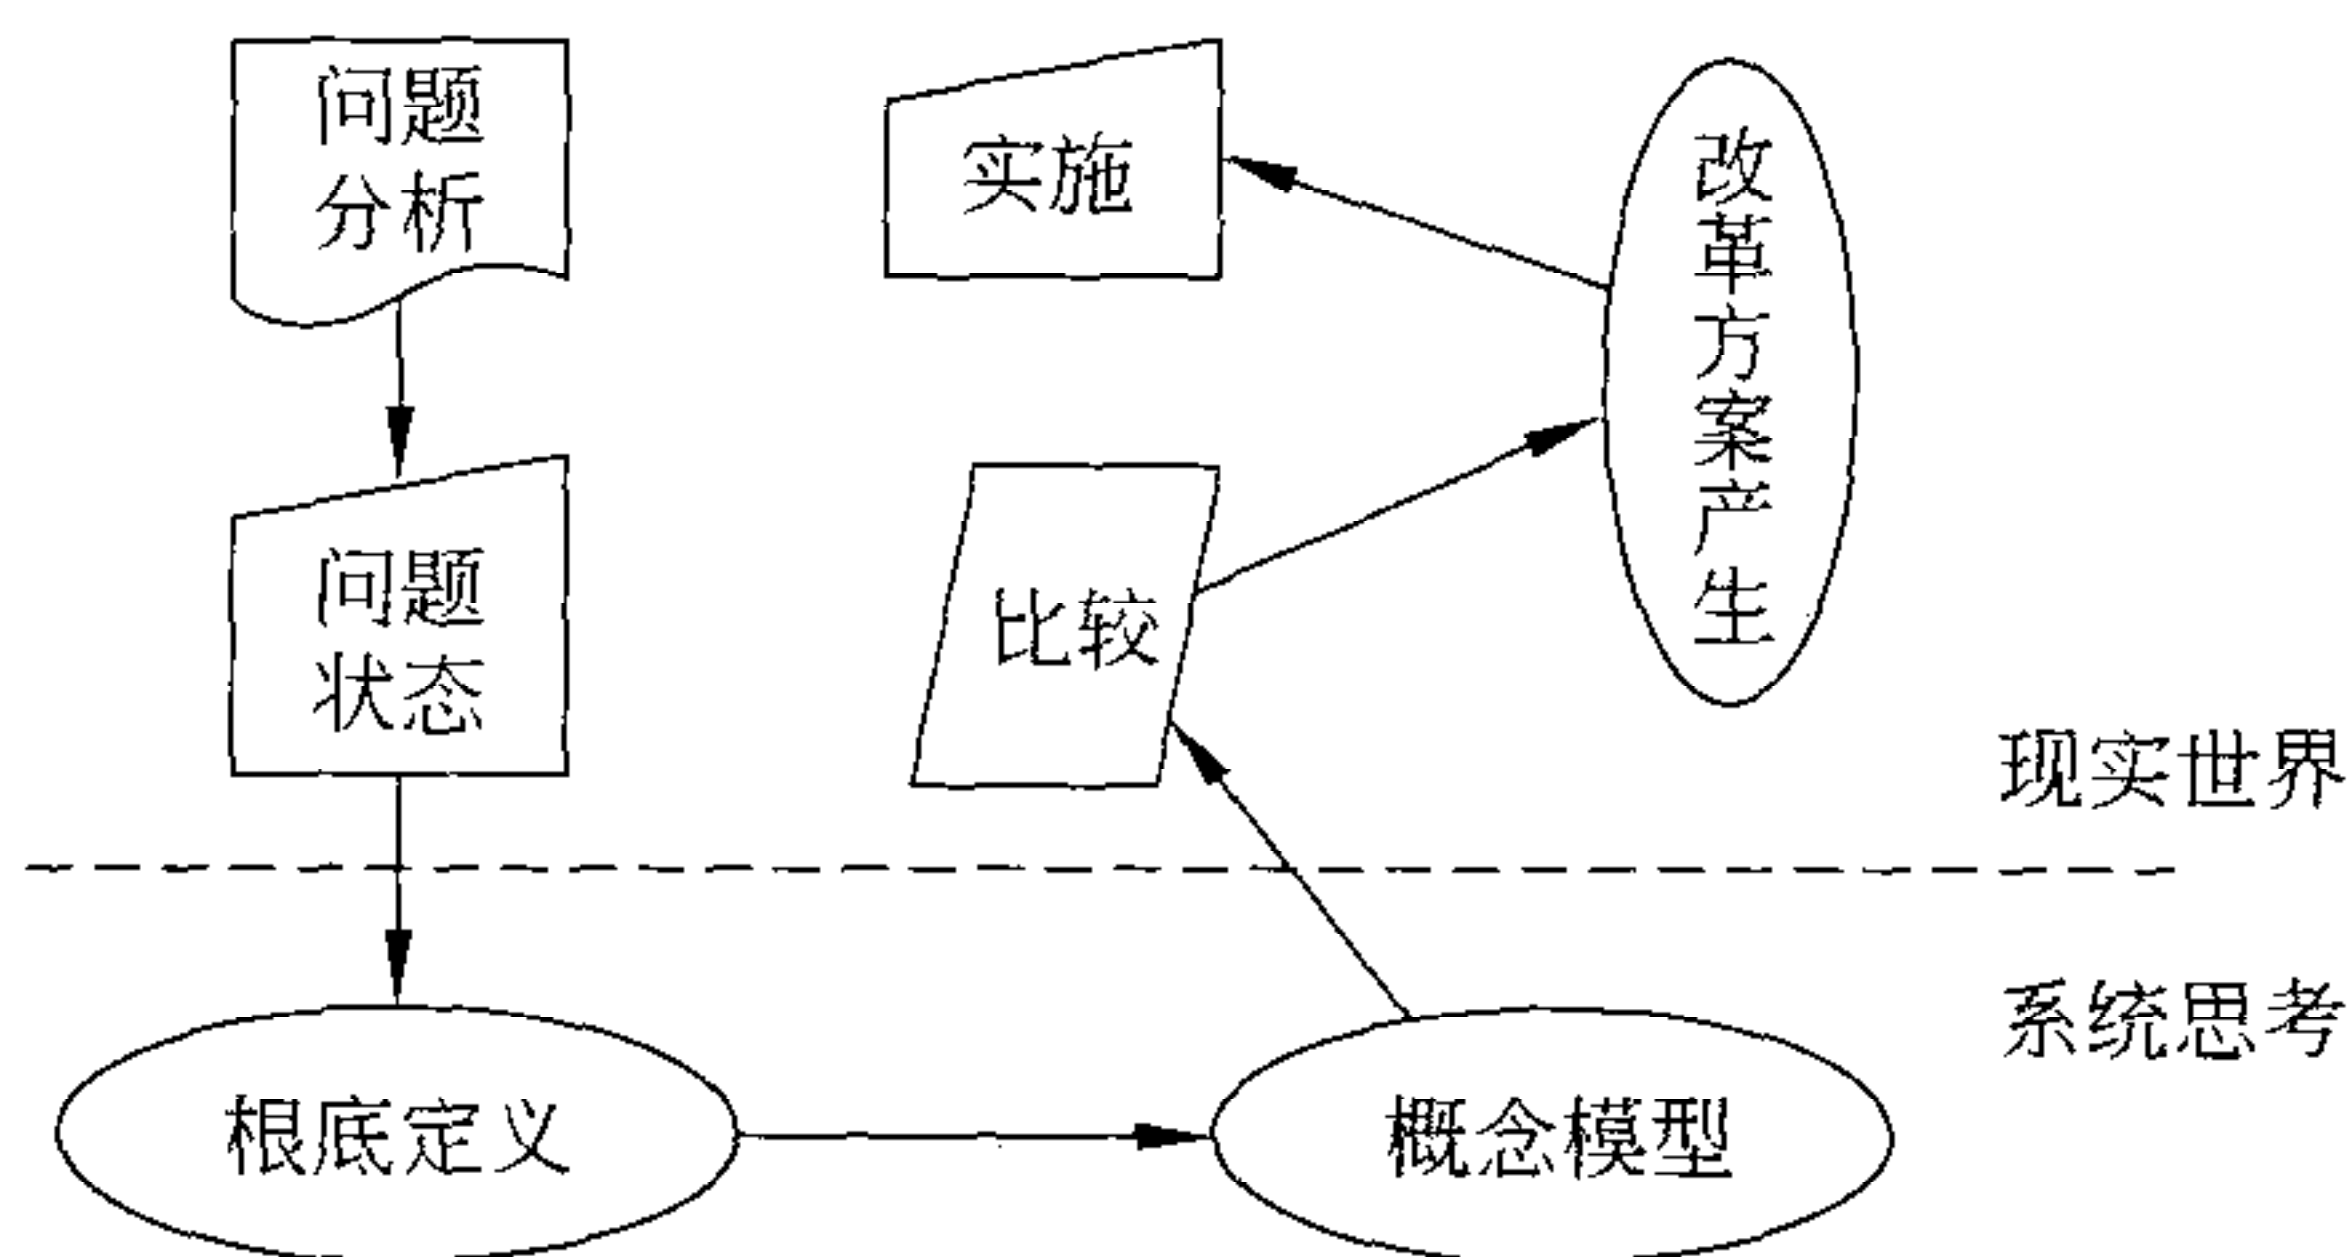 问题
分析
实施
改革方案产生
问题
状态
比较
现实世界
系统思考
根底定义
概念模型